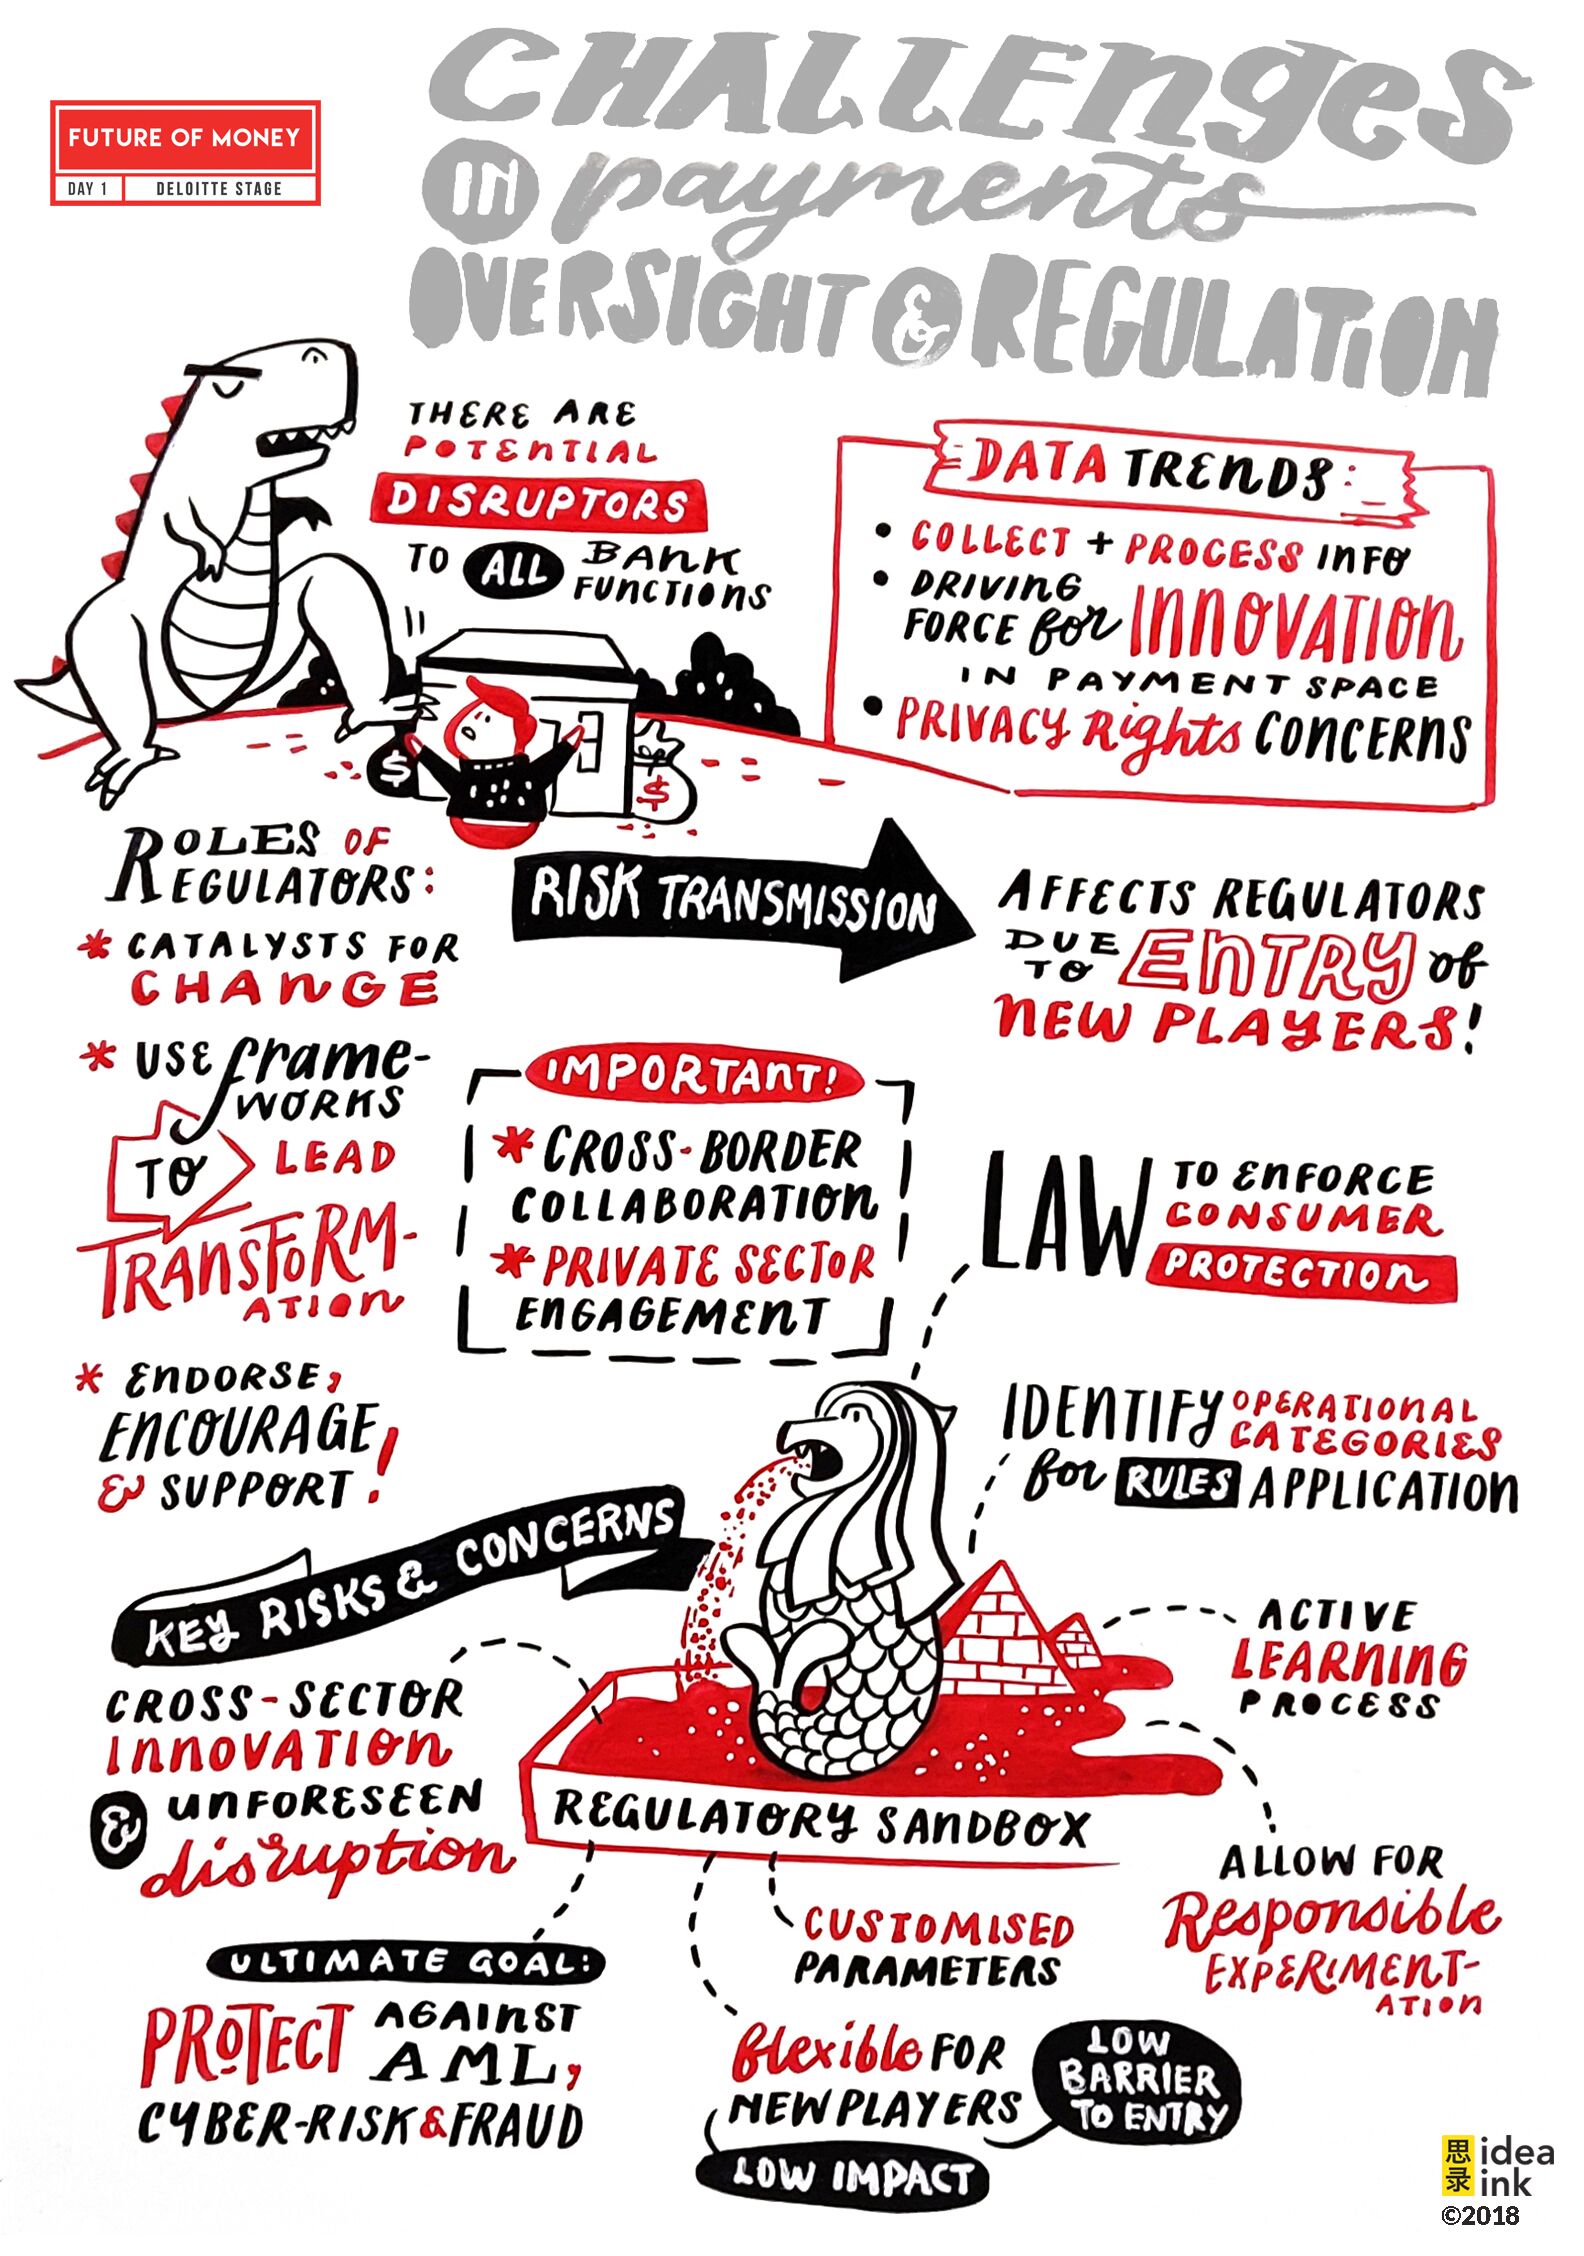 FUTURE OF MONEY
DAY 1
DELOITTE STAGE
CHALLENGES
IN payments
OVERSIGHT & REGULATION
THERE ARE
POTENTIAL
DISRUPTORS
TO ALL BANK
FUNCTIONS
DATA TRENDS:
• COLLECT + PROCESS INFO
• DRIVING
FORCE for INNOVATION
IN PAYMENT SPACE
• PRIVACY Rights CONCERNS
$
$
ROLES OF
REGULATORS:
* CATALYSTS FOR
CHANGE
* USE frame-
WORKS
TO LEAD
TRANSFORM-
ATION
* ENDORSE,
ENCOURAGE
& SUPPORT!
RISK TRANSMISSION
AFFECTS REGULATORS
DUE
TO ENTRY of
NEW PLAYERS!
IMPORTANT!
* CROSS-BORDER
COLLABORATION
* PRIVATE SECTOR
ENGAGEMENT
LAW TO ENFORCE
CONSUMER
PROTECTION
IDENTIFY OPERATIONAL
CATEGORIES
for RULES APPLICATION
KEY RISKS & CONCERNS
CROSS-SECTOR
INNOVATION
& UNFORESEEN
disruption
ACTIVE
LEARNING
PROCESS
REGULATORY SANDBOX
ALLOW FOR
Responsible
EXPERIMENT-
ATION
ULTIMATE GOAL:
PROTECT AGAINST
AML,
CYBER-RISK & FRAUD
CUSTOMISED
PARAMETERS
flexible FOR
NEW PLAYERS
LOW
BARRIER
TO ENTRY
LOW IMPACT
思录
idea
ink
©2018